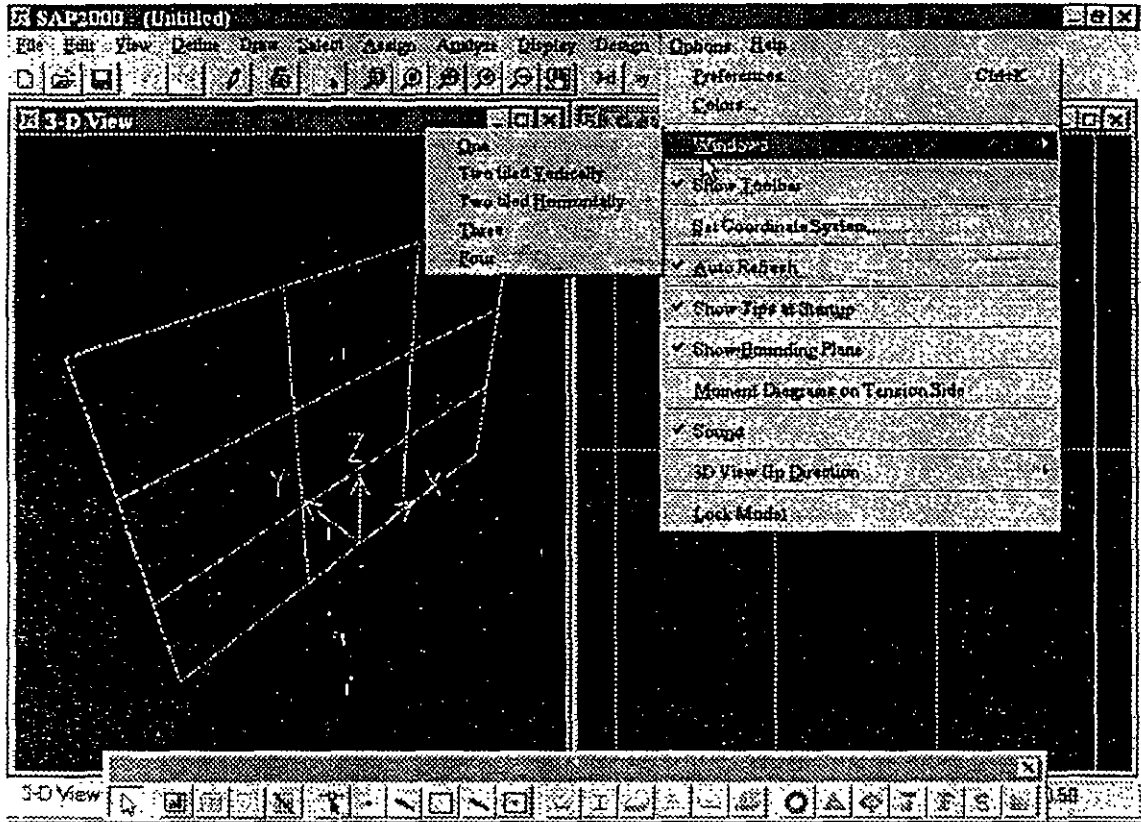 SAP2000 - (Untitled)
File Edit View Define Draw Select Assign Analyze Display Design Options Help
3-d xy
Preferences... Ctrl+K
Colors...
Windows
Show Toolbar
Set Coordinate System...
Auto Refresh
Show Tips at Startup
Show Bounding Plane
Moment Diagrams on Tension Side
Sound
3D View Up Direction
Lock Model
One
Two tiled Vertically
Two tiled Horizontally
Three
Four
3-D View
Z
Y
X
3-D View